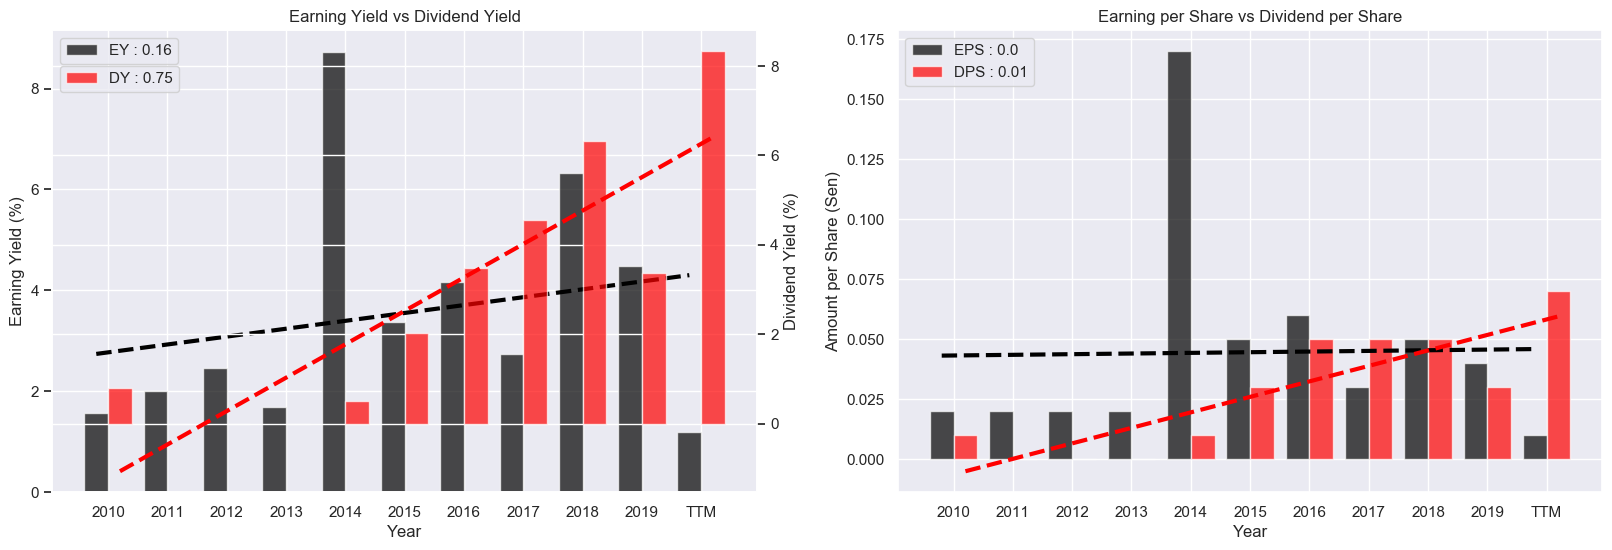 Earning Yield vs Dividend Yield
EY : 0.16
DY : 0.75
Earning Yield (%)
8
6
4
2
0
8
6
4
2
0
Dividend Yield (%)
2010 2011 2012 2013 2014 2015 2016 2017 2018 2019 TTM
Year
Earning per Share vs Dividend per Share
EPS : 0.0
DPS : 0.01
Amount per Share (Sen)
0.175
0.150
0.125
0.100
0.075
0.050
0.025
0.000
2010 2011 2012 2013 2014 2015 2016 2017 2018 2019 TTM
Year